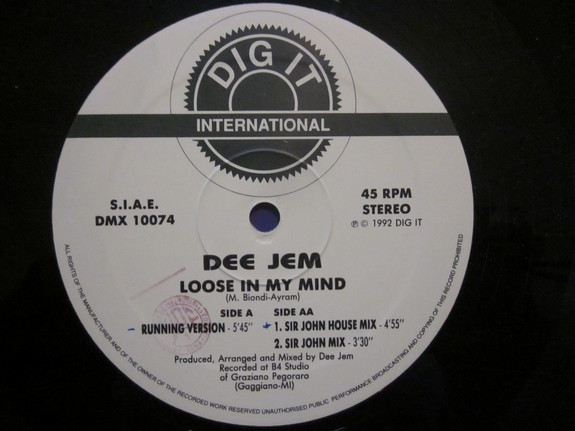 DIG IT
INTERNATIONAL
S.I.A.E.
DMX 10074
45 RPM
STEREO
℗ © 1992 DIG IT
DEE JEM
LOOSE IN MY MIND
(M. Biondi-Ayram)
SIDE A
RUNNING VERSION - 5'45"
SIDE AA
1. SIR JOHN HOUSE MIX - 4'55"
2. SIR JOHN MIX - 3'30"
Produced, Arranged and Mixed by Dee Jem
Recorded at B4 Studio
of Graziano Pegoraro
(Gaggiano-MI)
ALL RIGHTS OF THE MANUFACTURER AND OF THE OWNER OF THE RECORDED WORK RESERVED UNAUTHORISED PUBLIC PERFORMANCE BROADCASTING AND COPYING OF THIS RECORD PROHIBITED